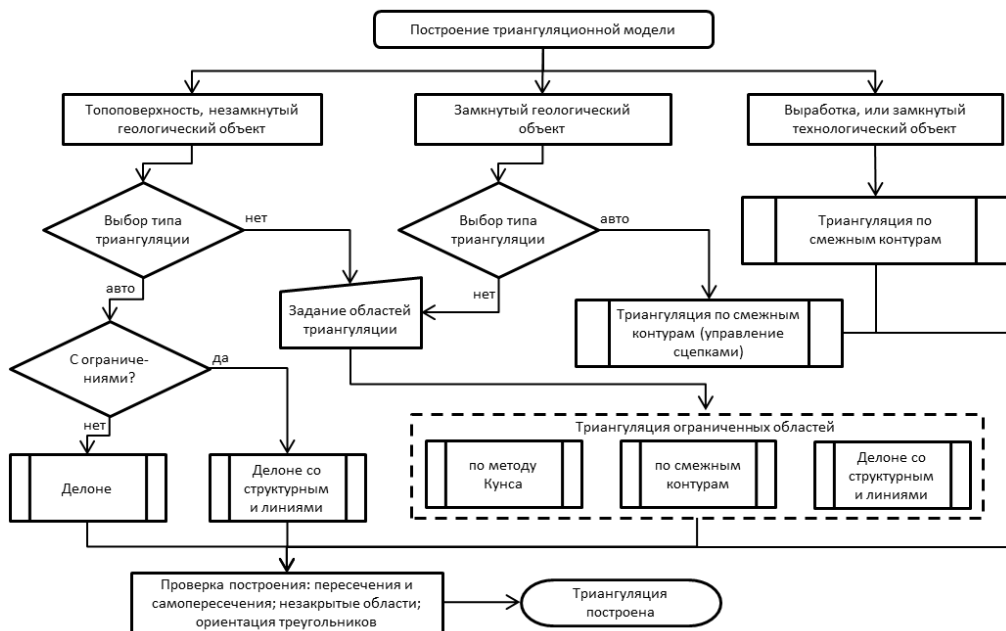 Построение триангуляционной модели
Топоповерхность, незамкнутый
геологический объект
Замкнутый геологический
объект
Выработка, или замкнутый
технологический объект
Выбор типа
триангуляции
нет
Выбор типа
триангуляции
авто
Триангуляция по
смежным контурам
авто
Задание областей
триангуляции
нет
Триангуляция по смежным
контурам (управление
сцепками)
С ограниче-
ниями?
да
нет
Триангуляция ограниченных областей
Делоне
Делоне со
структурным
и линиями
по методу
Кунса
по смежным
контурам
Делоне со
структурным
и линиями
Проверка построения: пересечения и
самопересечения; незакрытые области;
ориентация треугольников
Триангуляция
построена